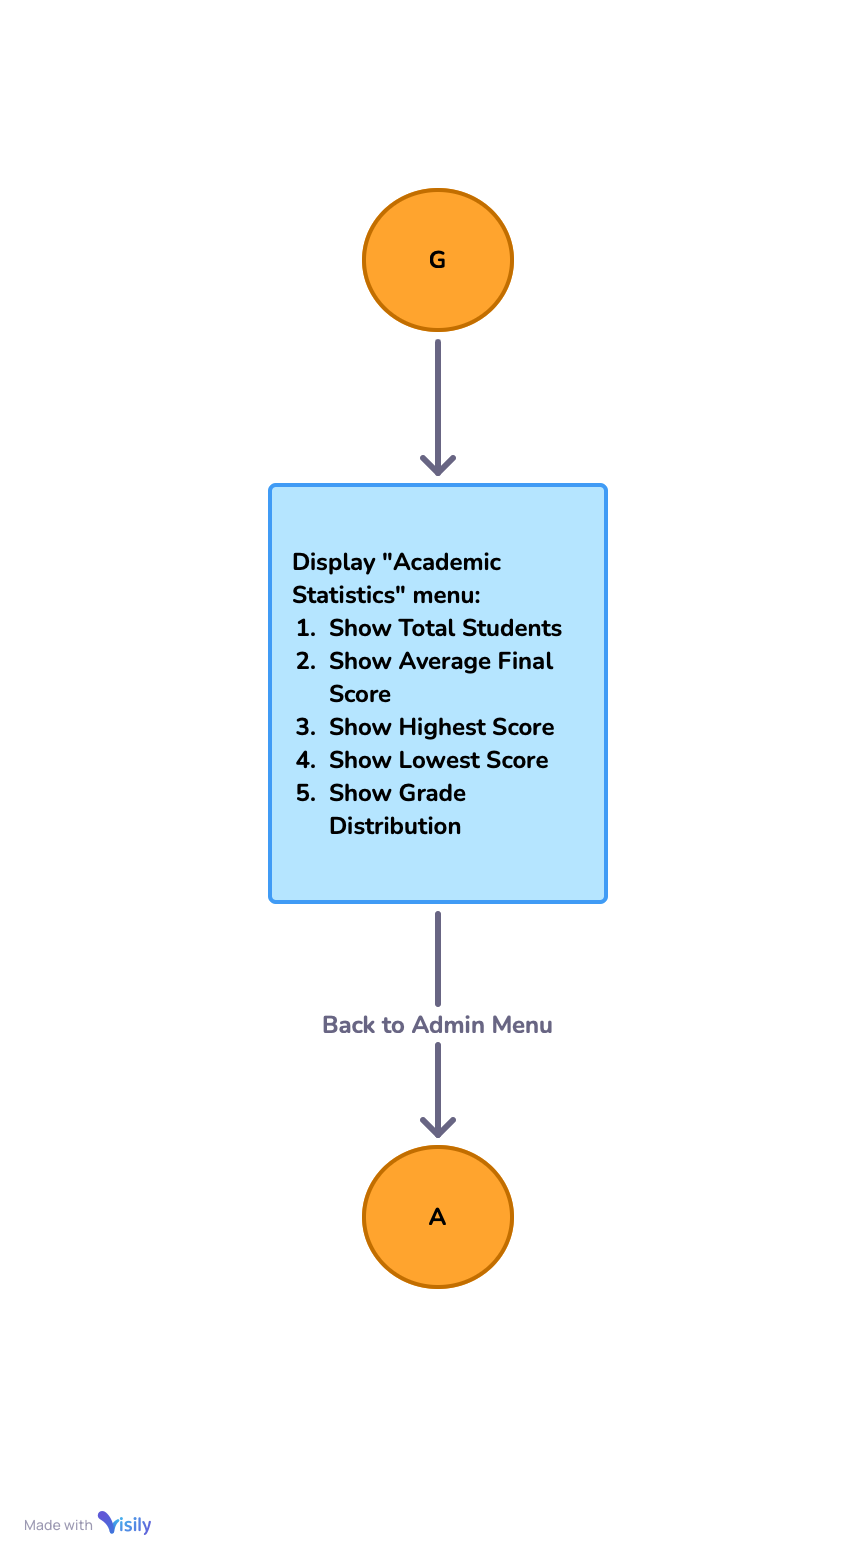 G
Display "Academic
Statistics" menu:
1. Show Total Students
2. Show Average Final
Score
3. Show Highest Score
4. Show Lowest Score
5. Show Grade
Distribution
Back to Admin Menu
A
Made with Visily